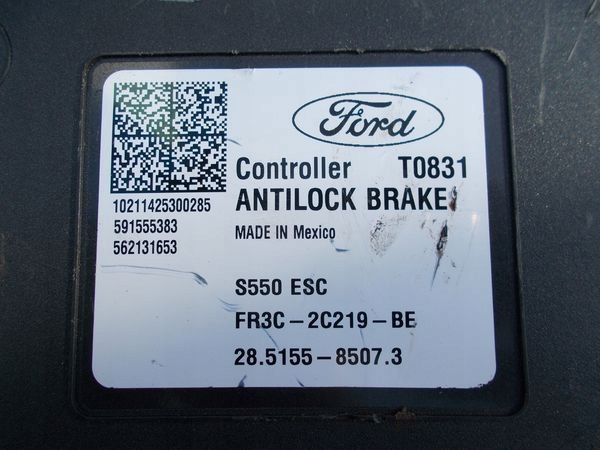 Ford
Controller T0831
ANTILOCK BRAKE
MADE IN Mexico
10211425300285
591555383
562131653
S550 ESC
FR3C-2C219-BE
28.5155-8507.3